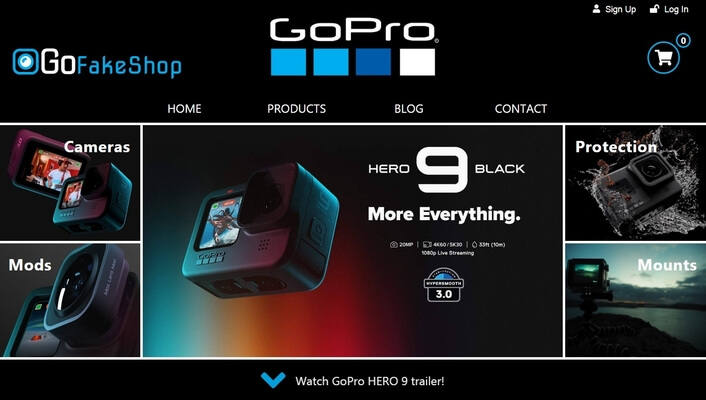 Sign Up
Log In
GoPro
GoFakeShop
0
HOME
PRODUCTS
BLOG
CONTACT
Cameras
Protection
HERO 9 BLACK
More Everything.
20MP | 4K60 / 5K30 | 33ft (10m)
1080p Live Streaming
HYPERSMOOTH
3.0
GoPro
Mods
Mounts
Watch GoPro HERO 9 trailer!